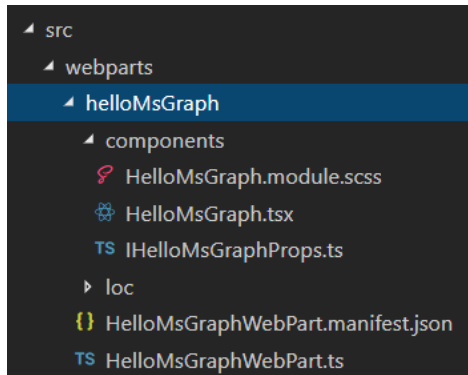 src
webparts
helloMsGraph
components
HelloMsGraph.module.scss
HelloMsGraph.tsx
TS IHelloMsGraphProps.ts
loc
{} HelloMsGraphWebPart.manifest.json
TS HelloMsGraphWebPart.ts